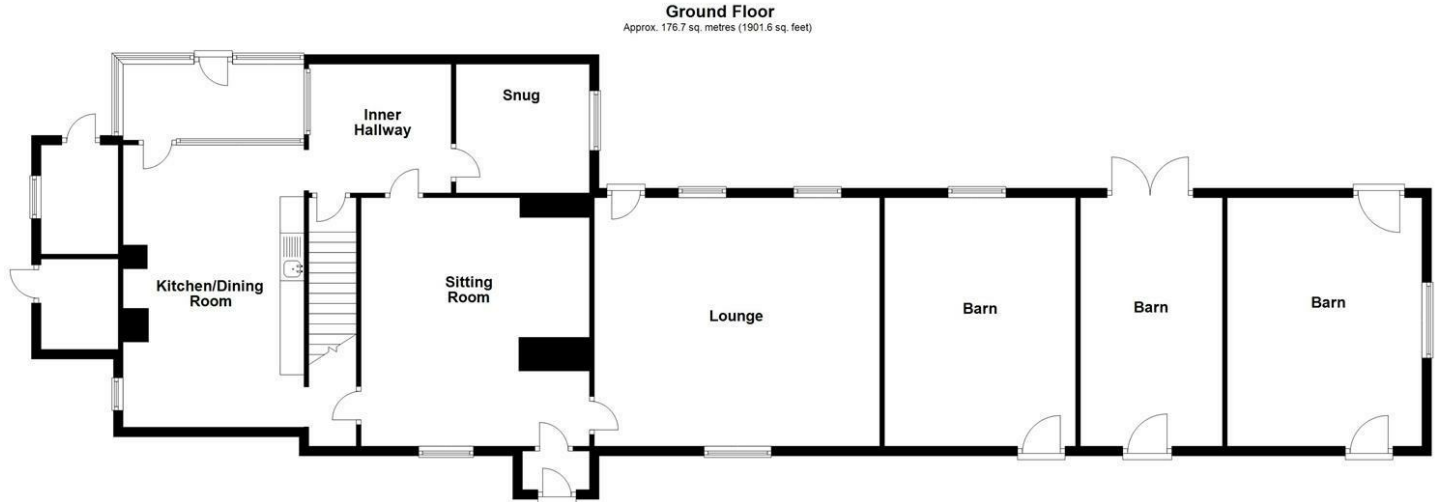 Ground Floor
Approx. 176.7 sq. metres (1901.6 sq. feet)
Snug
Inner
Hallway
Kitchen/Dining
Room
Sitting
Room
Lounge
Barn
Barn
Barn